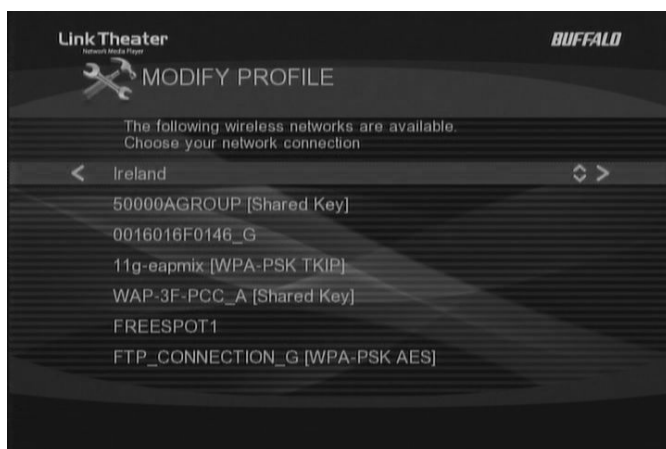 LinkTheater
Network Media Player
BUFFALO
MODIFY PROFILE
The following wireless networks are available.
Choose your network connection
< Ireland >
50000AGROUP [Shared Key]
0016016F0146_G
11g-eapmix [WPA-PSK TKIP]
WAP-3F-PCC_A [Shared Key]
FREESPOT1
FTP_CONNECTION_G [WPA-PSK AES]